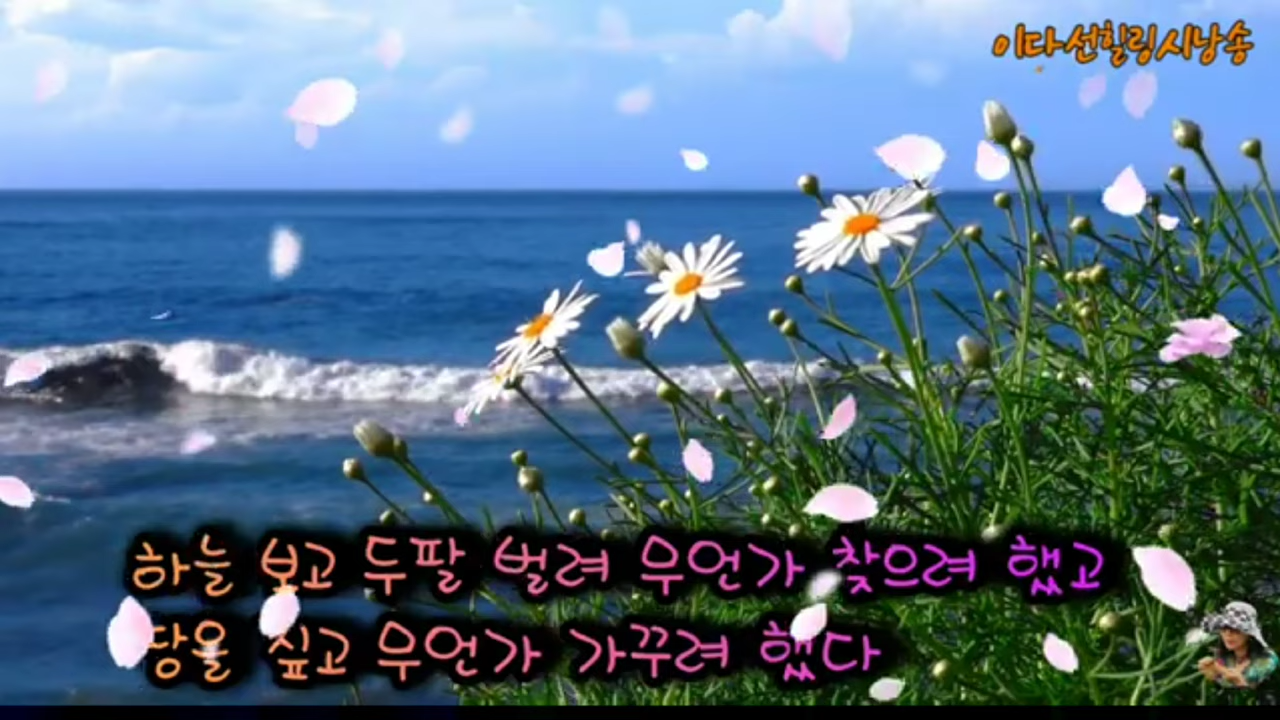 이다선힐링시낭송
하늘 보고 두팔 벌려 무언가 찾으려 했고
땅을 싶고 무언가 가꾸려 했다